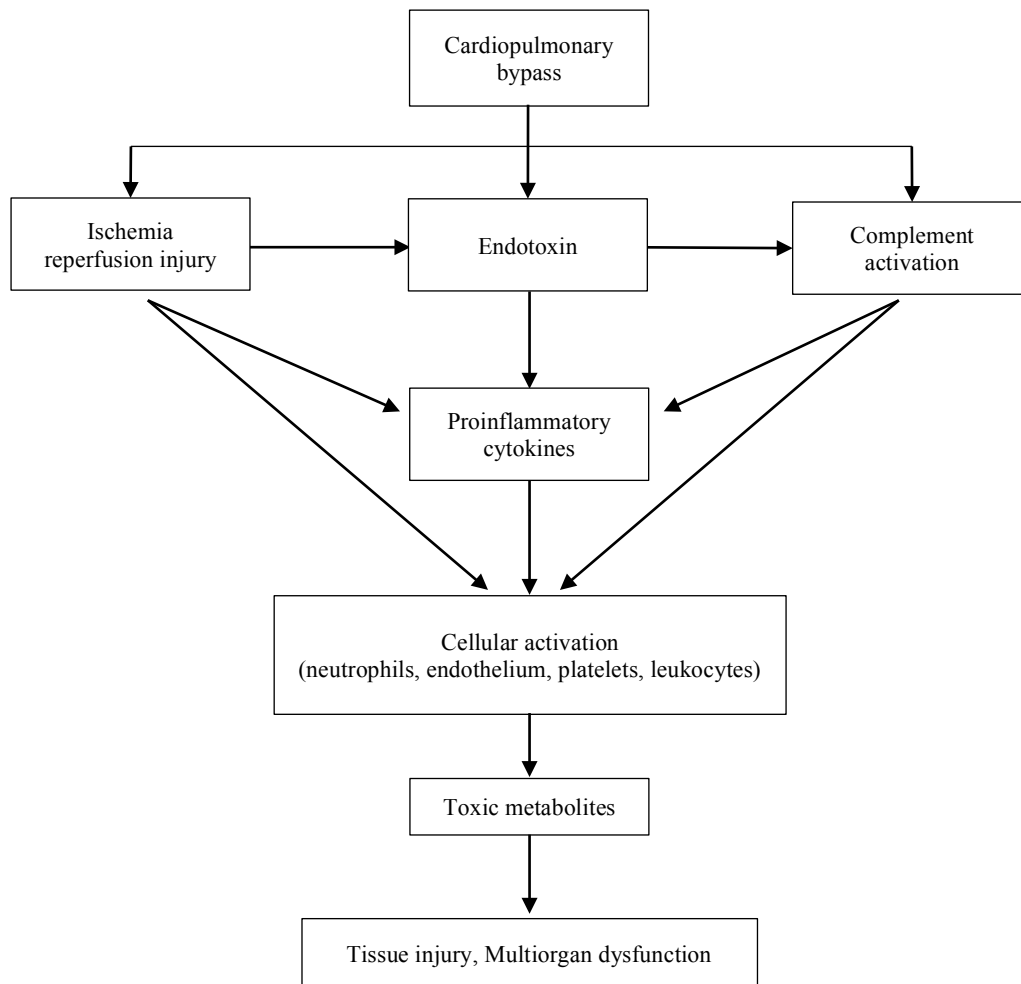 Cardiopulmonary
bypass
Ischemia
reperfusion injury
Endotoxin
Complement
activation
Proinflammatory
cytokines
Cellular activation
(neutrophils, endothelium, platelets, leukocytes)
Toxic metabolites
Tissue injury, Multiorgan dysfunction